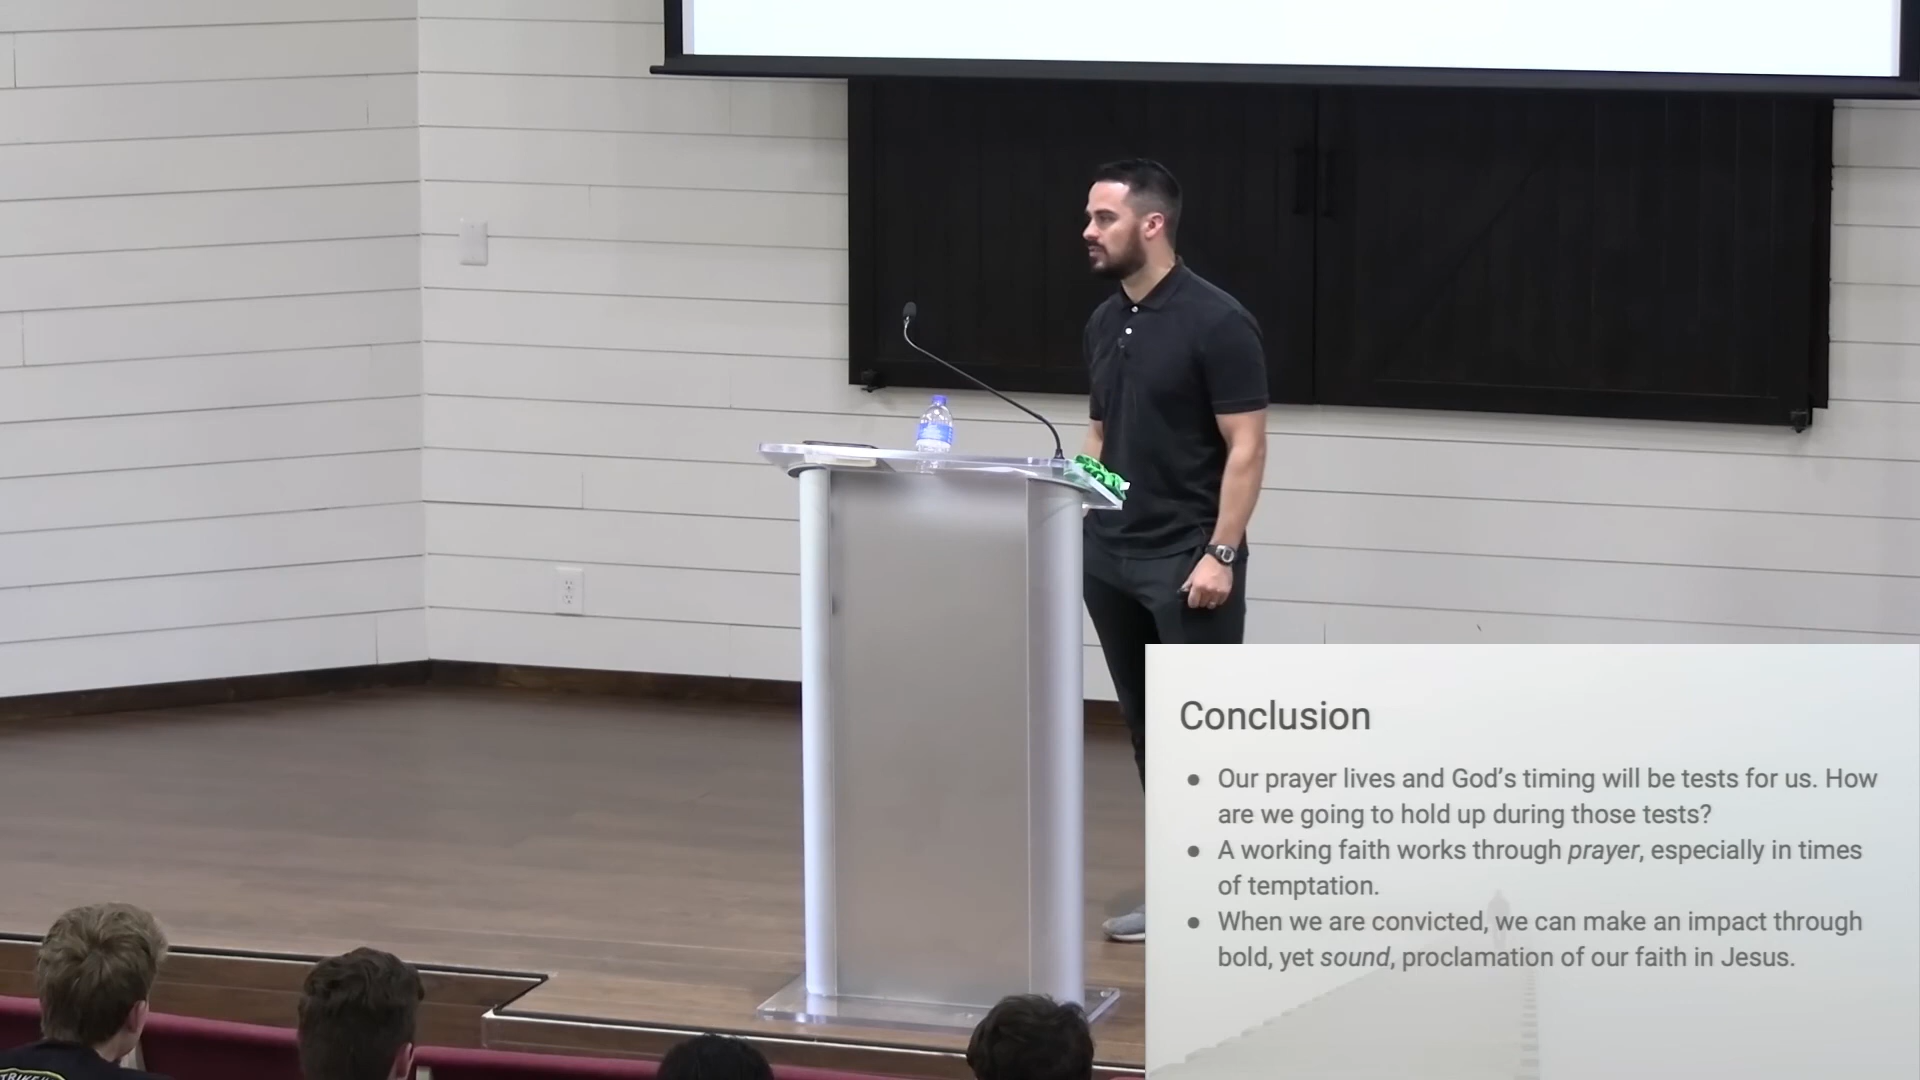 Conclusion
● Our prayer lives and God's timing will be tests for us. How
are we going to hold up during those tests?
● A working faith works through prayer, especially in times
of temptation.
● When we are convicted, we can make an impact through
bold, yet sound, proclamation of our faith in Jesus.